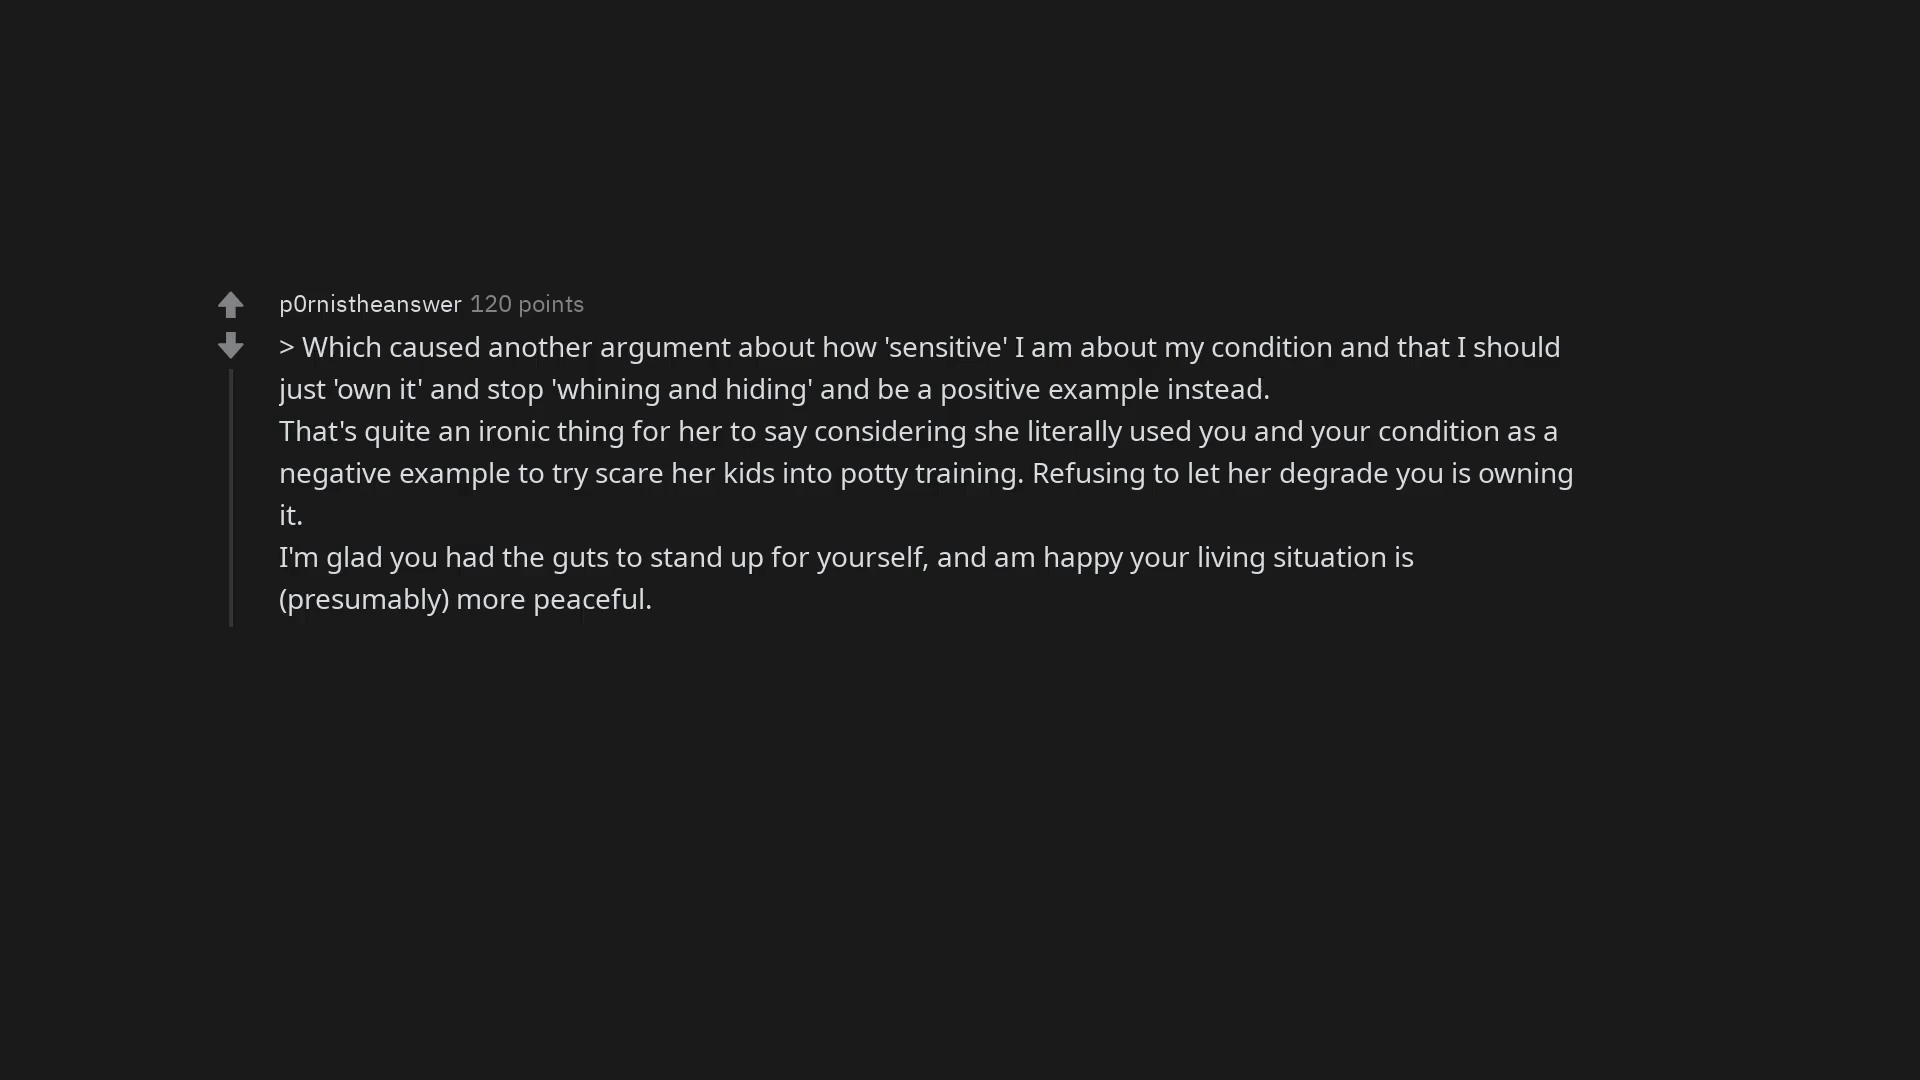 p0rnistheanswer 120 points
> Which caused another argument about how 'sensitive' I am about my condition and that I should
just 'own it' and stop 'whining and hiding' and be a positive example instead.
That's quite an ironic thing for her to say considering she literally used you and your condition as a
negative example to try scare her kids into potty training. Refusing to let her degrade you is owning
it.
I'm glad you had the guts to stand up for yourself, and am happy your living situation is
(presumably) more peaceful.